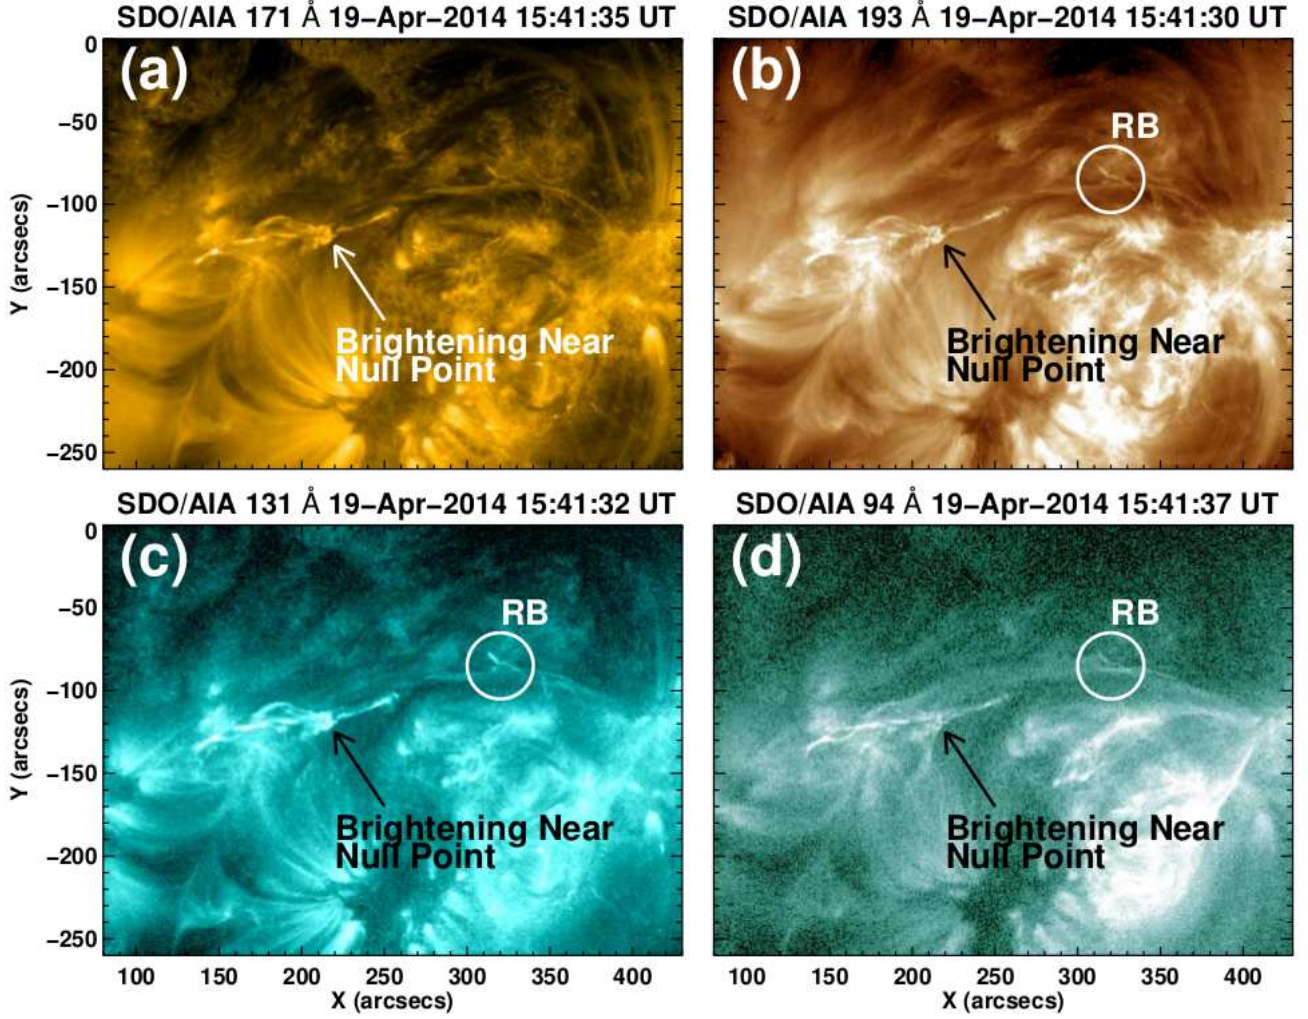 SDO/AIA 171 Å 19-Apr-2014 15:41:35 UT
SDO/AIA 193 Å 19-Apr-2014 15:41:30 UT
(a)
(b)
RB
Brightening Near
Null Point
Brightening Near
Null Point
0
-50
-100
-150
-200
-250
Y (arcsecs)
SDO/AIA 131 Å 19-Apr-2014 15:41:32 UT
SDO/AIA 94 Å 19-Apr-2014 15:41:37 UT
(c)
(d)
RB
RB
Brightening Near
Null Point
Brightening Near
Null Point
0
-50
-100
-150
-200
-250
Y (arcsecs)
100 150 200 250 300 350 400
100 150 200 250 300 350 400
X (arcsecs)
X (arcsecs)